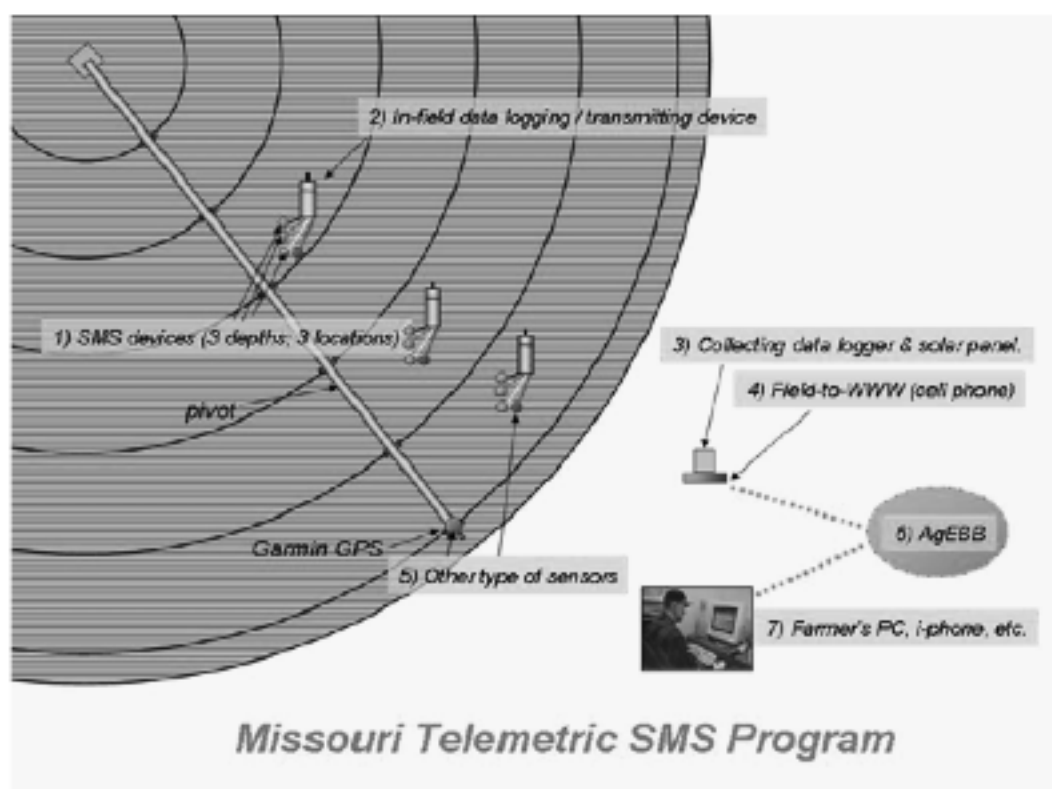 2) In-field data logging / transmitting device
1) SMS devices (3 depths; 3 locations)
3) Collecting data logger & solar panel.
4) Field-to-WWW (cell phone)
pivot
6) AgEBB
Garmin GPS
5) Other type of sensors
7) Farmer's PC, i-phone, etc.
Missouri Telemetric SMS Program